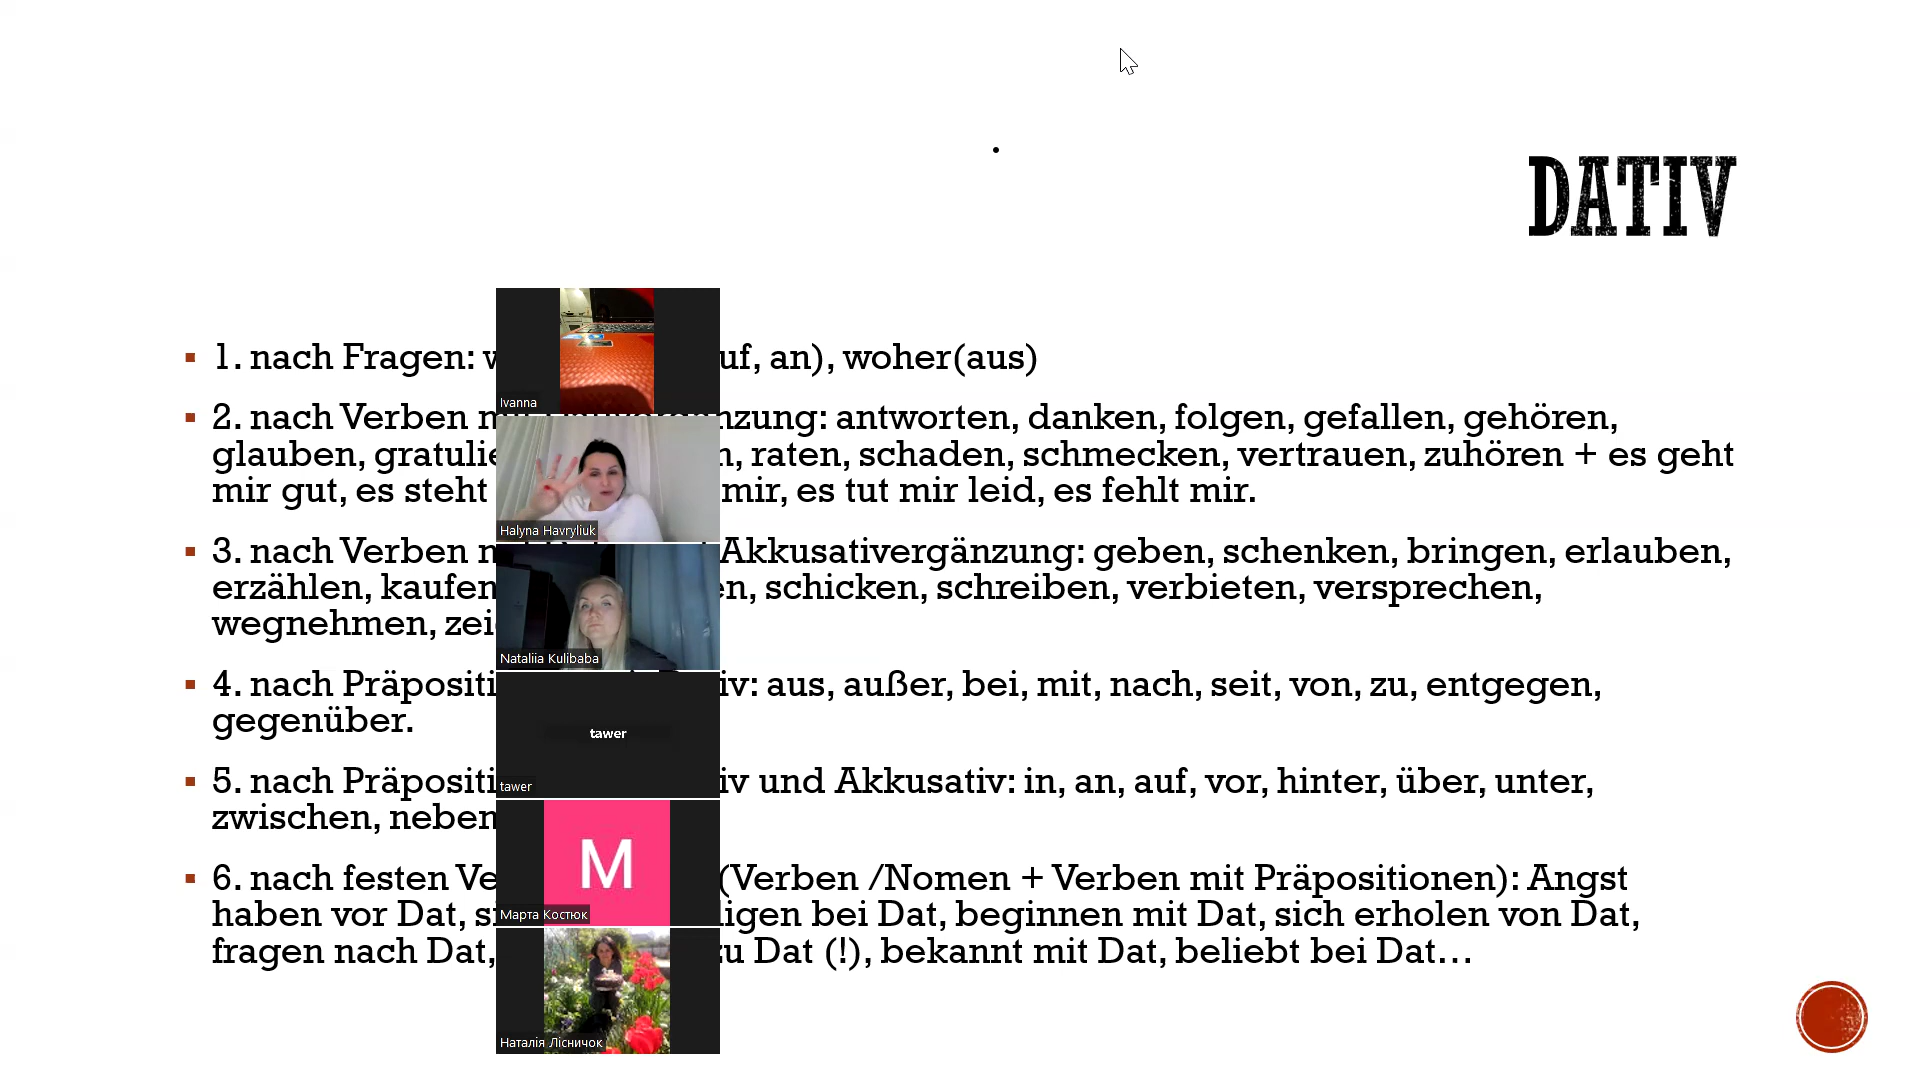 DATIV
1. nach Fragen: uf, an), woher(aus)
2. nach Verben nzung: antworten, danken, folgen, gefallen, gehören,
glauben, gratulie n, raten, schaden, schmecken, vertrauen, zuhören + es geht
mir gut, es steht mir, es tut mir leid, es fehlt mir.
3. nach Verben Akkusativergänzung: geben, schenken, bringen, erlauben,
erzählen, kaufen en, schicken, schreiben, verbieten, versprechen,
wegnehmen, zei
4. nach Präpositi iv: aus, außer, bei, mit, nach, seit, von, zu, entgegen,
gegenüber.
5. nach Präpositi iv und Akkusativ: in, an, auf, vor, hinter, über, unter,
zwischen, neben
6. nach festen Ve (Verben /Nomen + Verben mit Präpositionen): Angst
haben vor Dat, si ligen bei Dat, beginnen mit Dat, sich erholen von Dat,
fragen nach Dat, zu Dat (!), bekannt mit Dat, beliebt bei Dat...
Ivanna
Halyna Havryliuk
Nataliia Kulibaba
tawer
tawer
M
Марта Костюк
Наталія Лісничок